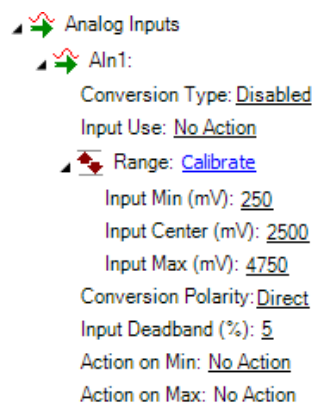 Analog Inputs
AIn1:
Conversion Type: Disabled
Input Use: No Action
Range: Calibrate
Input Min (mV): 250
Input Center (mV): 2500
Input Max (mV): 4750
Conversion Polarity: Direct
Input Deadband (%): 5
Action on Min: No Action
Action on Max: No Action